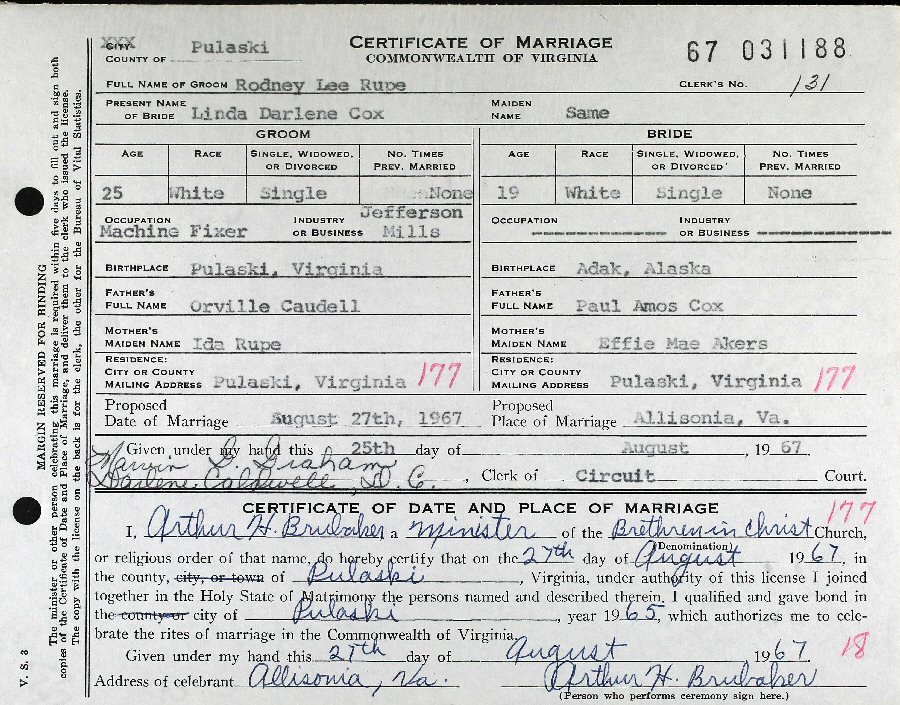 XXX
CITY
COUNTY OF Pulaski
CERTIFICATE OF MARRIAGE
COMMONWEALTH OF VIRGINIA
67 031188
FULL NAME OF GROOM Rodney Lee Rupe
CLERK'S NO. 131
PRESENT NAME OF BRIDE Linda Darlene Cox
MAIDEN NAME Same
GROOM
BRIDE
AGE RACE SINGLE, WIDOWED, OR DIVORCED NO. TIMES PREV. MARRIED
AGE RACE SINGLE, WIDOWED, OR DIVORCED NO. TIMES PREV. MARRIED
25 White Single None
19 White Single None
OCCUPATION Machine Fixer INDUSTRY OR BUSINESS Jefferson Mills
OCCUPATION ---------------- INDUSTRY OR BUSINESS ----------------
BIRTHPLACE Pulaski, Virginia
BIRTHPLACE Adak, Alaska
FATHER'S FULL NAME Orville Caudell
FATHER'S FULL NAME Paul Amos Cox
MOTHER'S MAIDEN NAME Ida Rupe
MOTHER'S MAIDEN NAME Effie Mae Akers
RESIDENCE: CITY OR COUNTY MAILING ADDRESS Pulaski, Virginia 177
RESIDENCE: CITY OR COUNTY MAILING ADDRESS Pulaski, Virginia 177
Proposed Date of Marriage August 27th, 1967
Proposed Place of Marriage Allisonia, Va.
Given under my hand this 25th day of August, 1967.
Marvin G. Graham
Darlene Caldwell, D.C., Clerk of Circuit Court.
CERTIFICATE OF DATE AND PLACE OF MARRIAGE
177
I, Arthur H. Brubaker a minister of the Brethren in Christ Church,
(Denomination)
or religious order of that name, do hereby certify that on the 27th day of August 1967, in
the county, city, or town of Pulaski, Virginia, under authority of this license I joined
together in the Holy State of Matrimony the persons named and described therein. I qualified and gave bond in
the county or city of Pulaski, year 1965, which authorizes me to cele-
brate the rites of marriage in the Commonwealth of Virginia.
Given under my hand this 27th day of August 1967 18
Address of celebrant Allisonia, Va. Arthur H. Brubaker
(Person who performs ceremony sign here.)
MARGIN RESERVED FOR BINDING
The minister or other person celebrating this marriage is required within five days to fill out and sign both
copies of the Certificate of Date and Place of Marriage, and deliver them to the clerk who issued the license.
The copy with the license on the back is for the clerk, the other for the Bureau of Vital Statistics.
V. S. 3